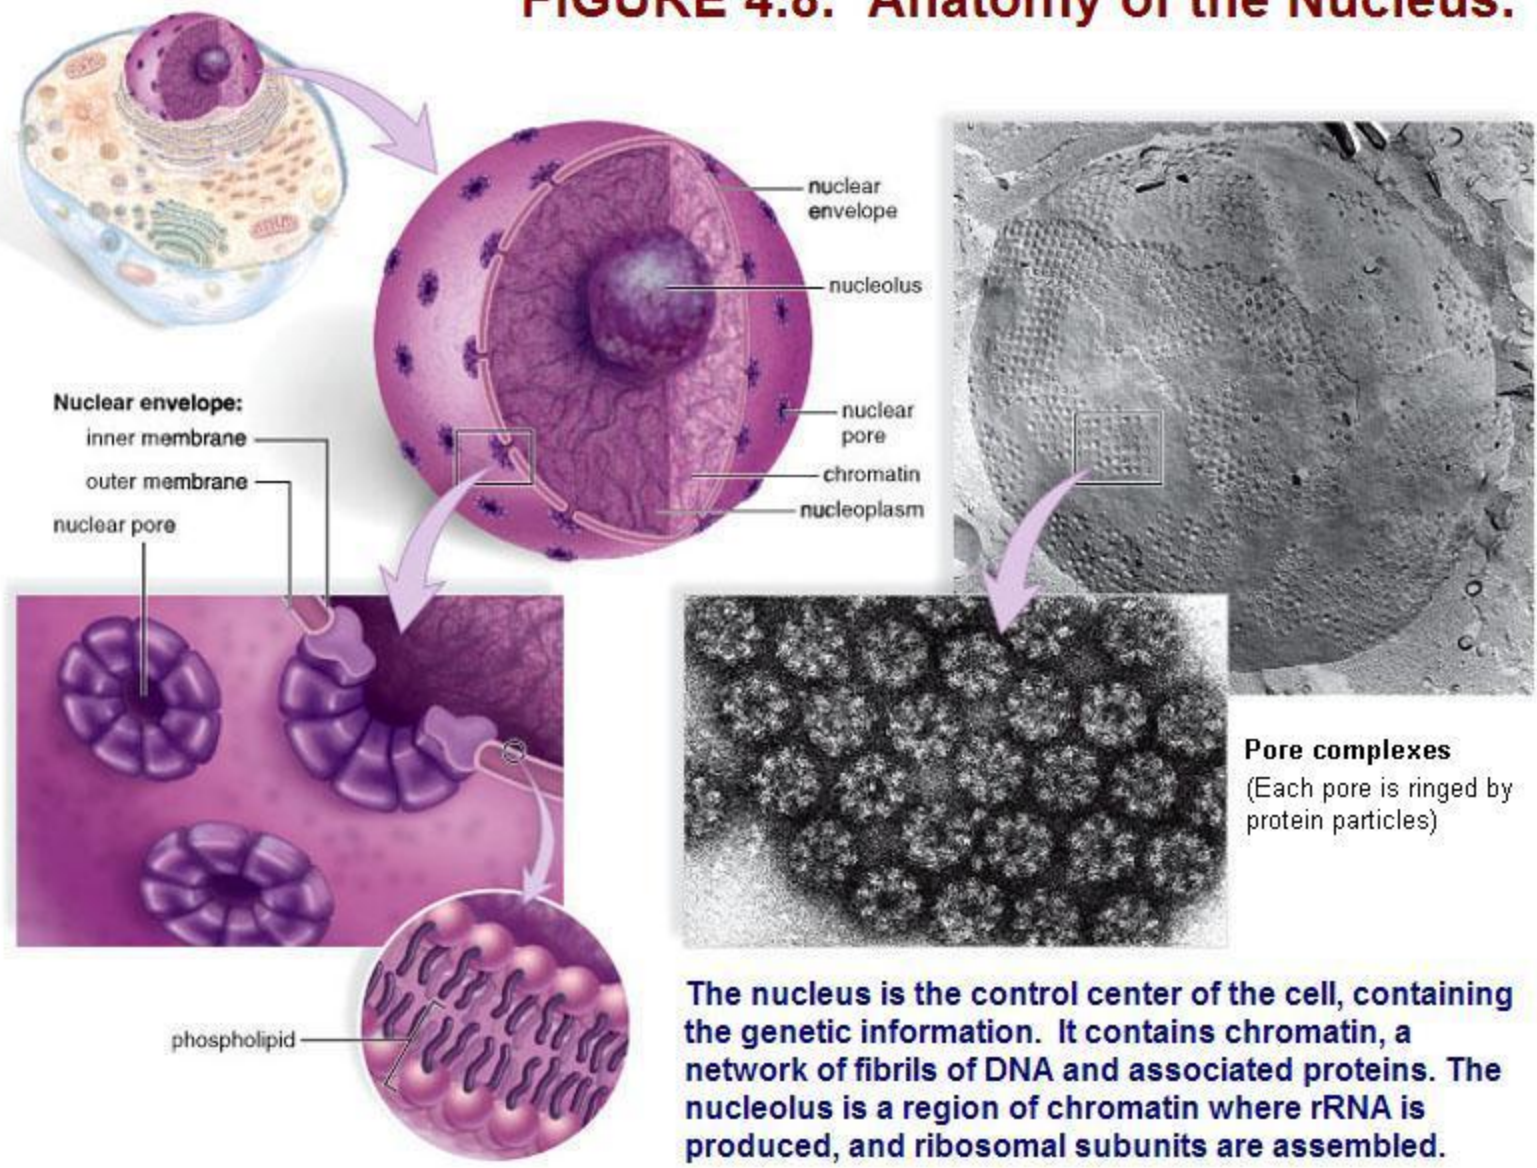 FIGURE 4.8. Anatomy of the Nucleus.
nuclear
envelope
nucleolus
nuclear
pore
chromatin
nucleoplasm
Nuclear envelope:
inner membrane
outer membrane
nuclear pore
Pore complexes
(Each pore is ringed by
protein particles)
phospholipid
The nucleus is the control center of the cell, containing
the genetic information. It contains chromatin, a
network of fibrils of DNA and associated proteins. The
nucleolus is a region of chromatin where rRNA is
produced, and ribosomal subunits are assembled.